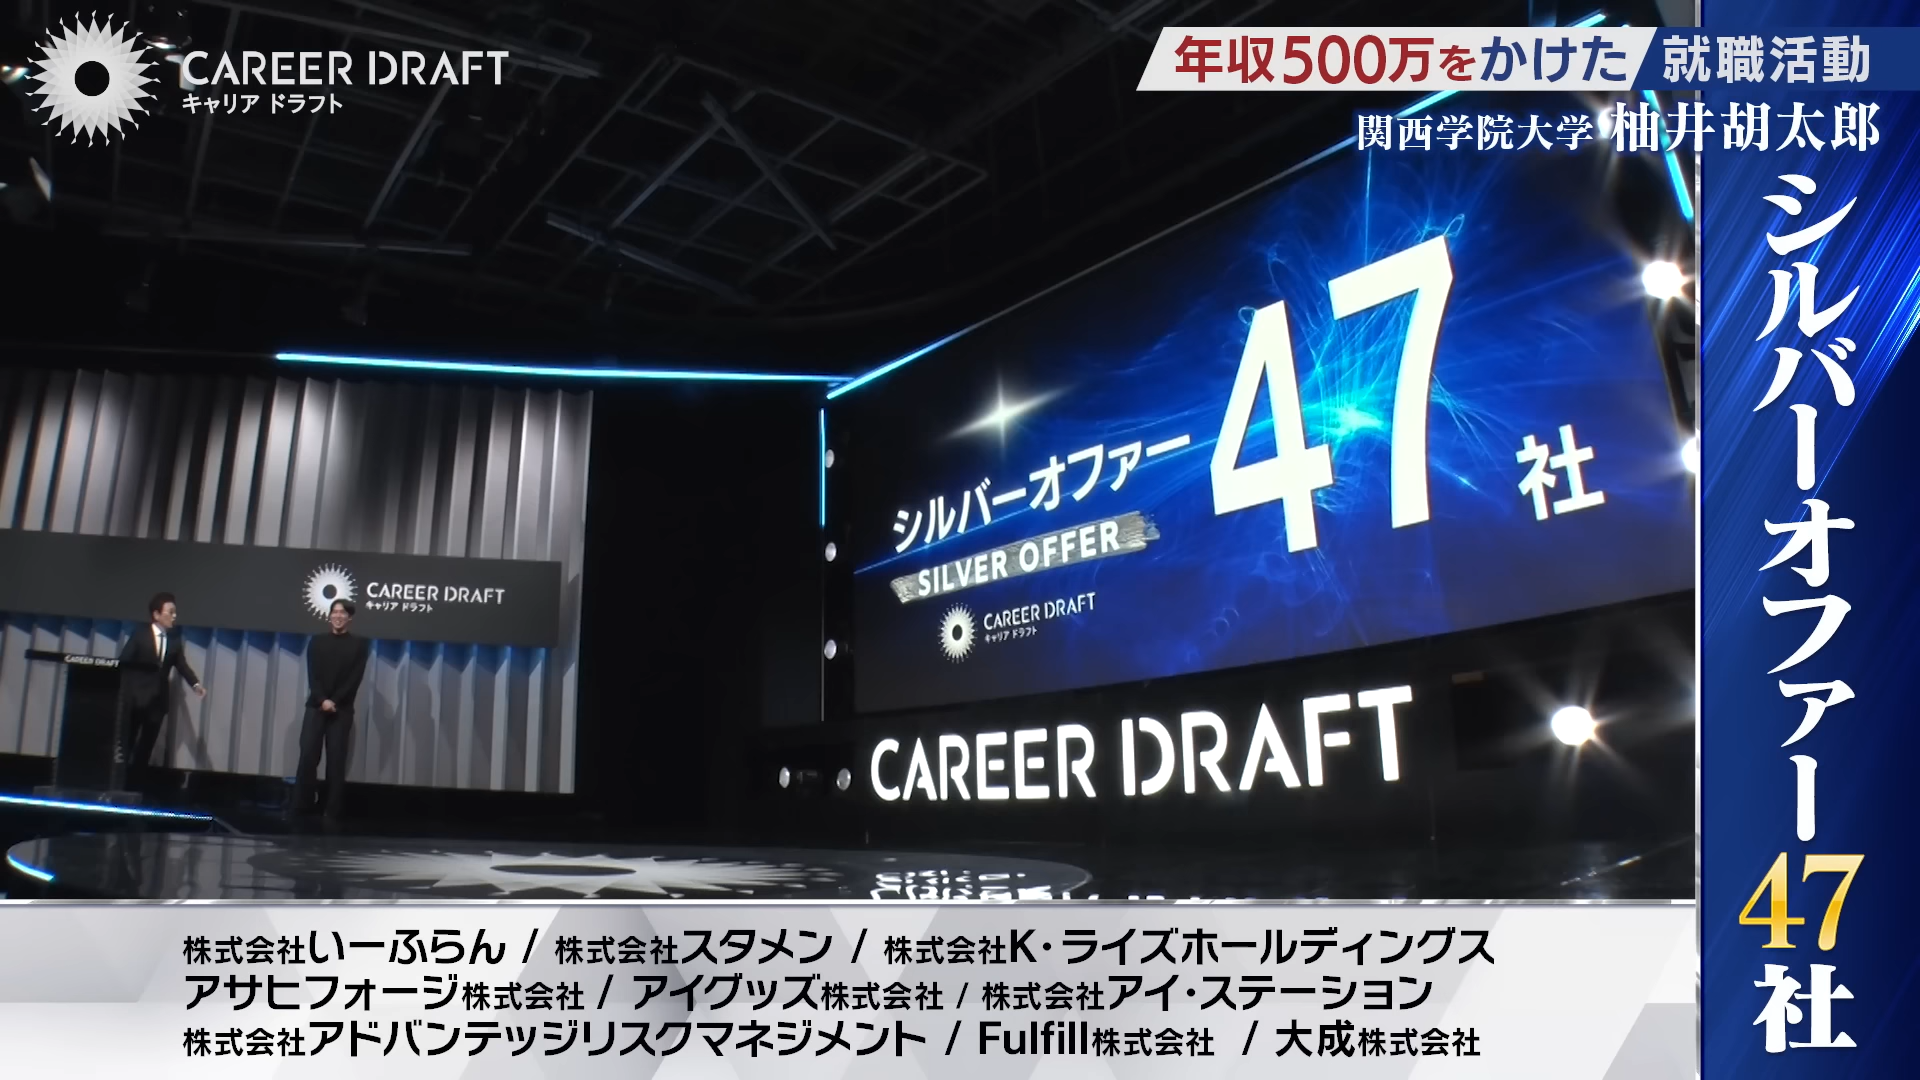 CAREER DRAFT
キャリア ドラフト
年収500万をかけた 就職活動
関西学院大学 柚井胡太郎
シルバーオファー47社
シルバーオファー 47社
SILVER OFFER
CAREER DRAFT
キャリア ドラフト
CAREER DRAFT
キャリア ドラフト
CAREER DRAFT
CAREER DRAFT
株式会社いーふらん / 株式会社スタメン / 株式会社K・ライズホールディングス
アサヒフォージ株式会社 / アイグッズ株式会社 / 株式会社アイ・ステーション
株式会社アドバンテッジリスクマネジメント / Fulfill株式会社 / 大成株式会社